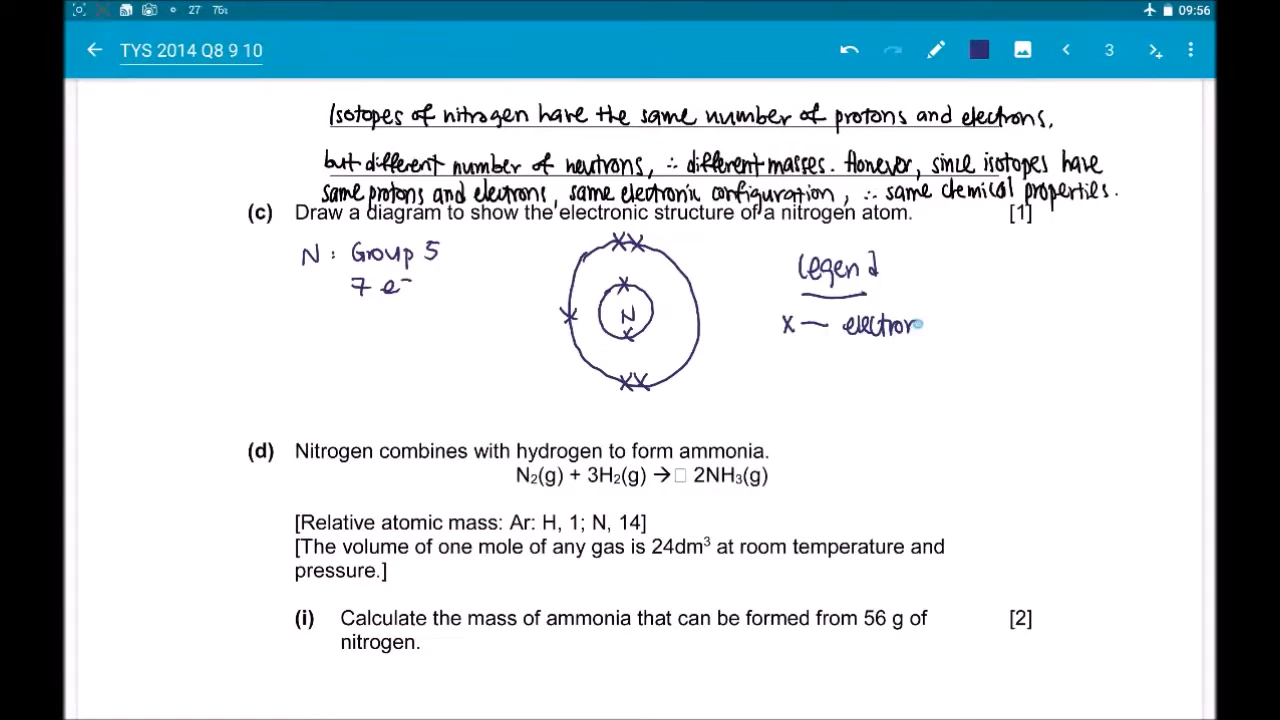 27 76%
09:56
TYS 2014 Q8 9 10
3
Isotopes of nitrogen have the same number of protons and electrons,
but different number of neutrons, ∴ different masses. However, since isotopes have
same protons and electrons, same electronic configuration, ∴ same chemical properties.
(c) Draw a diagram to show the electronic structure of a nitrogen atom. [1]
N : Group 5
7 e⁻
N
Legend
x — electron
(d) Nitrogen combines with hydrogen to form ammonia.
N₂(g) + 3H₂(g) → □ 2NH₃(g)
[Relative atomic mass: Ar: H, 1; N, 14]
[The volume of one mole of any gas is 24dm³ at room temperature and
pressure.]
(i) Calculate the mass of ammonia that can be formed from 56 g of [2]
nitrogen.